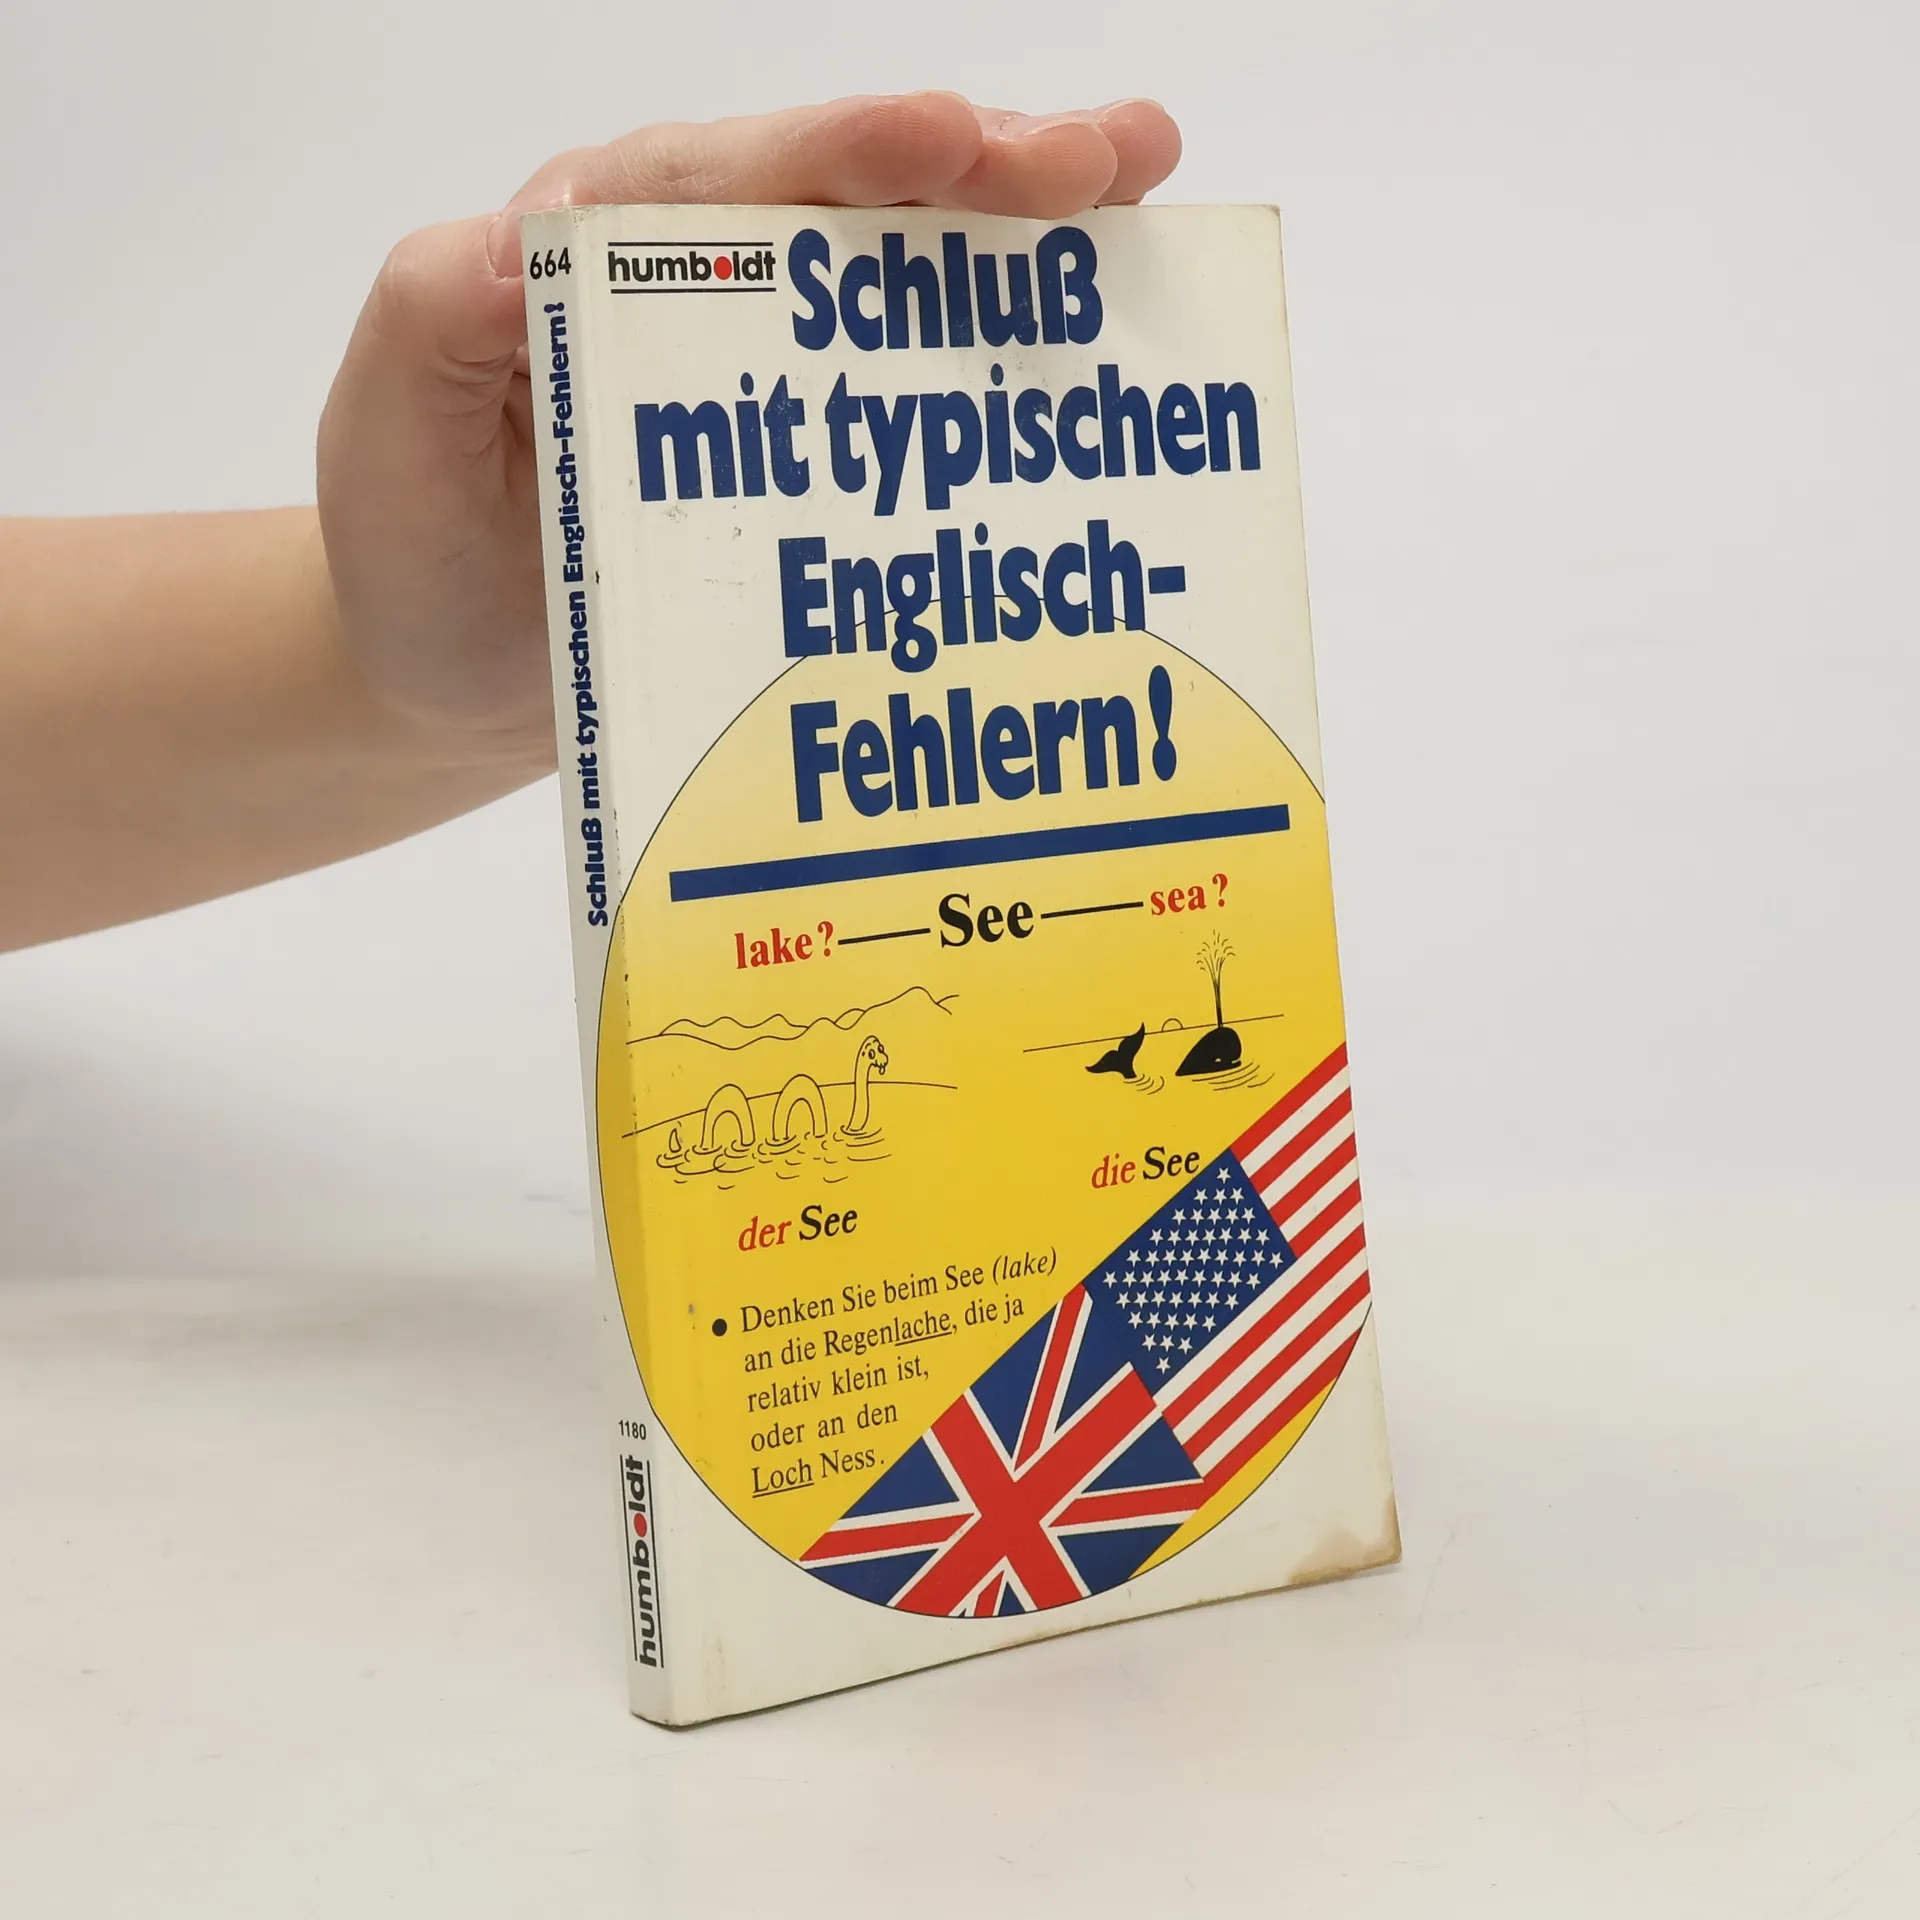 664
Schluß mit typischen Englisch-Fehlern!
1180
humboldt
humboldt
Schluß
mit typischen
Englisch-
Fehlern!
lake? See sea?
der See
die See
● Denken Sie beim See (lake)
an die Regenlache, die ja
relativ klein ist,
oder an den
Loch Ness.